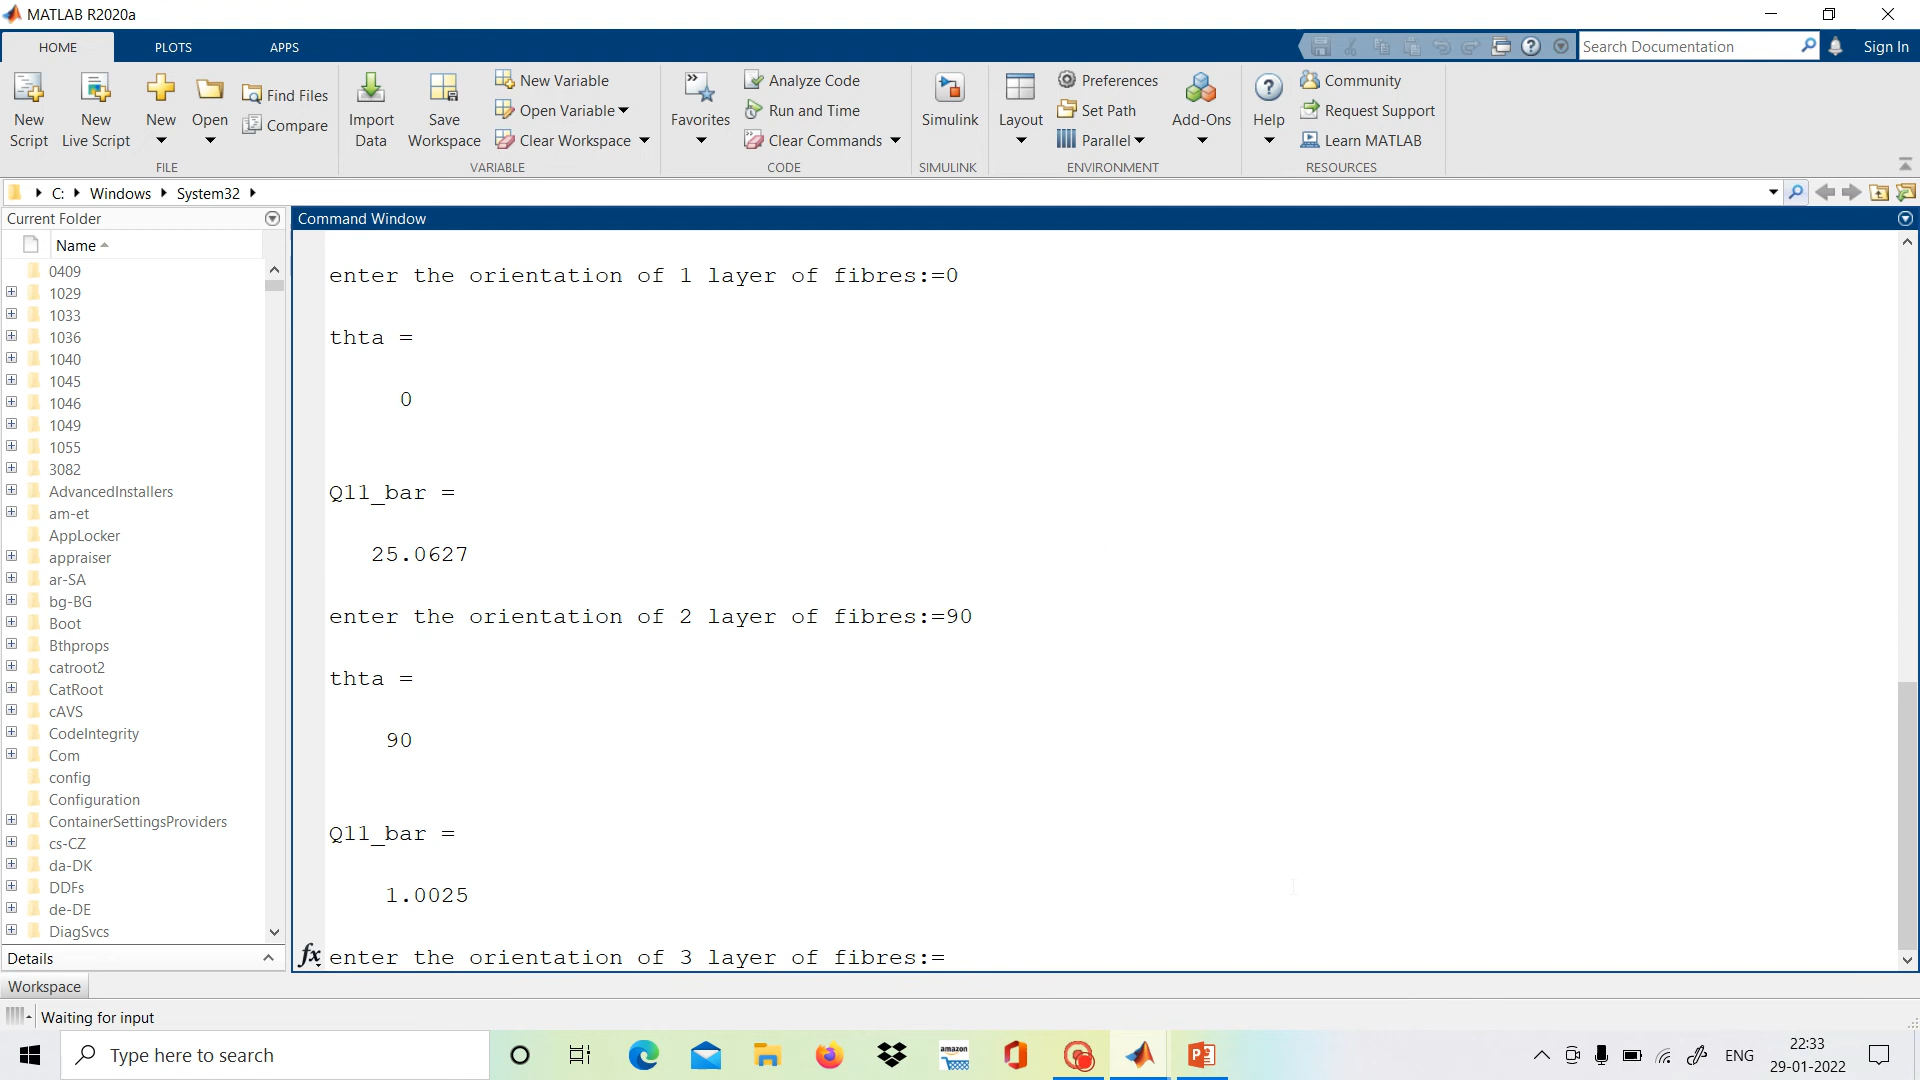 MATLAB R2020a
HOME PLOTS APPS
Search Documentation
Sign In
New Script
New Live Script
New
Open
Find Files
Compare
Import Data
Save Workspace
New Variable
Open Variable
Clear Workspace
Favorites
Analyze Code
Run and Time
Clear Commands
Simulink
Layout
Preferences
Set Path
Parallel
Add-Ons
Help
Community
Request Support
Learn MATLAB
FILE VARIABLE CODE SIMULINK ENVIRONMENT RESOURCES
C: Windows System32
Current Folder
Name
0409
1029
1033
1036
1040
1045
1046
1049
1055
3082
AdvancedInstallers
am-et
AppLocker
appraiser
ar-SA
bg-BG
Boot
Bthprops
catroot2
CatRoot
cAVS
CodeIntegrity
Com
config
Configuration
ContainerSettingsProviders
cs-CZ
da-DK
DDFs
de-DE
DiagSvcs
Details
Workspace
Command Window
enter the orientation of 1 layer of fibres:=0
thta =
0
Q11_bar =
25.0627
enter the orientation of 2 layer of fibres:=90
thta =
90
Q11_bar =
1.0025
fx enter the orientation of 3 layer of fibres:=
Waiting for input
Type here to search
amazon
ENG
22:33
29-01-2022